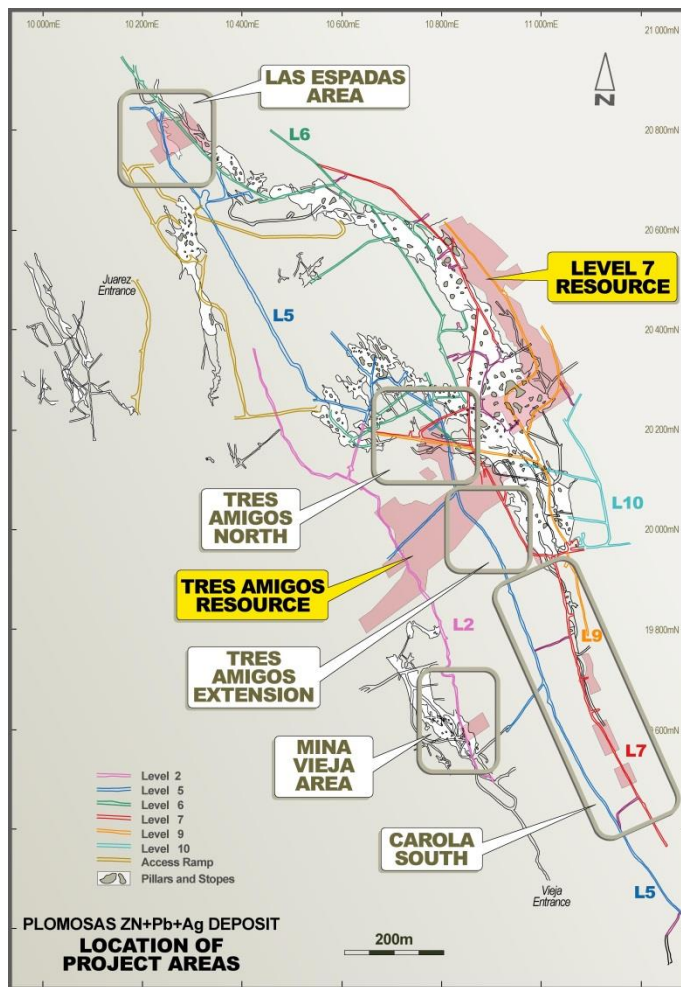 10 000mE
10 200mE
10 400mE
10 600mE
10 800mE
11 000mE
21 000mN
LAS ESPADAS
AREA
N
L6
20 800mN
20 600mN
LEVEL 7
RESOURCE
Juarez
Entrance
L5
20 400mN
20 200mN
TRES
AMIGOS
NORTH
L10
20 000mN
TRES AMIGOS
RESOURCE
L2
L9
19 800mN
TRES
AMIGOS
EXTENSION
MINA
VIEJA
AREA
600mN
L7
CAROLA
SOUTH
Level 2
Level 5
Level 6
Level 7
Level 9
Level 10
Access Ramp
Pillars and Stopes
Vieja
Entrance
L5
PLOMOSAS ZN+Pb+Ag DEPOSIT
LOCATION OF
PROJECT AREAS
200m